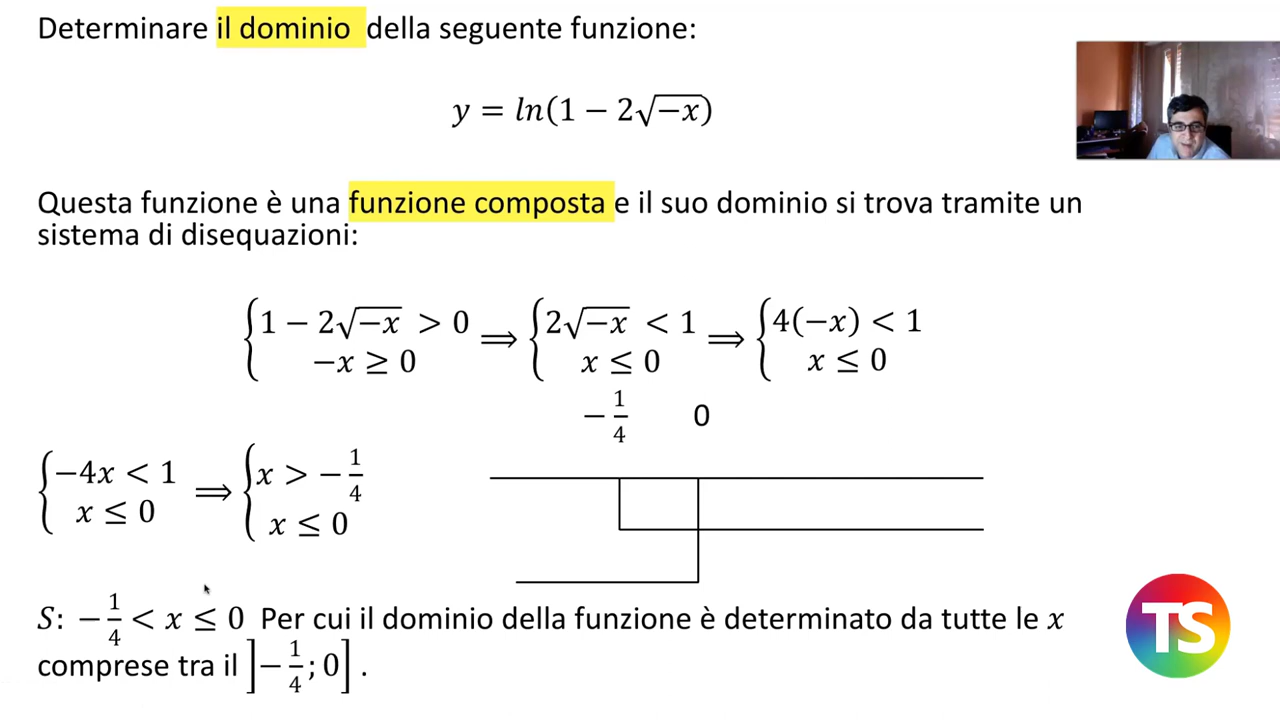 Determinare il dominio della seguente funzione:
y = ln(1 − 2√−x)
Questa funzione è una funzione composta e il suo dominio si trova tramite un
sistema di disequazioni:
{1 − 2√−x > 0 ⟹ {2√−x < 1 ⟹ {4(−x) < 1
−x ≥ 0 x ≤ 0 x ≤ 0
−1/4 0
{−4x < 1 ⟹ {x > −1/4
x ≤ 0 x ≤ 0
S: −1/4 < x ≤ 0 Per cui il dominio della funzione è determinato da tutte le x
comprese tra il ]−1/4; 0] .
TS